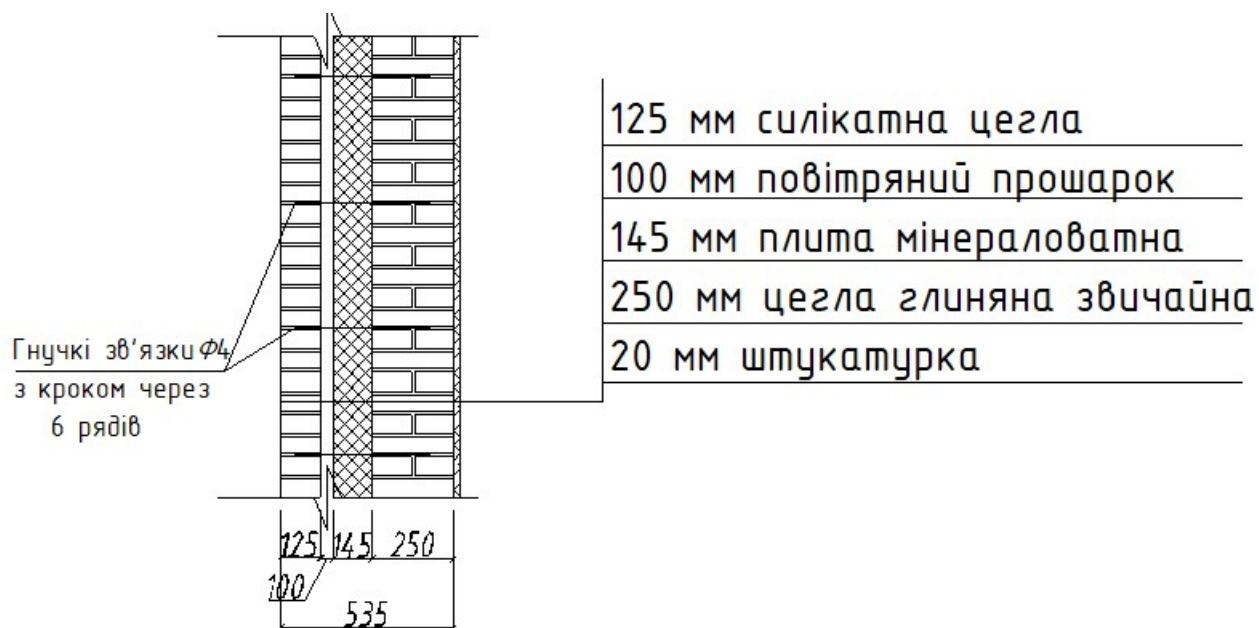 125 мм силікатна цегла
100 мм повітряний прошарок
145 мм плита мінераловатна
250 мм цегла глиняна звичайна
20 мм штукатурка
Гнучкі зв'язки Ф4
з кроком через
6 рядів
125 145 250
100
535